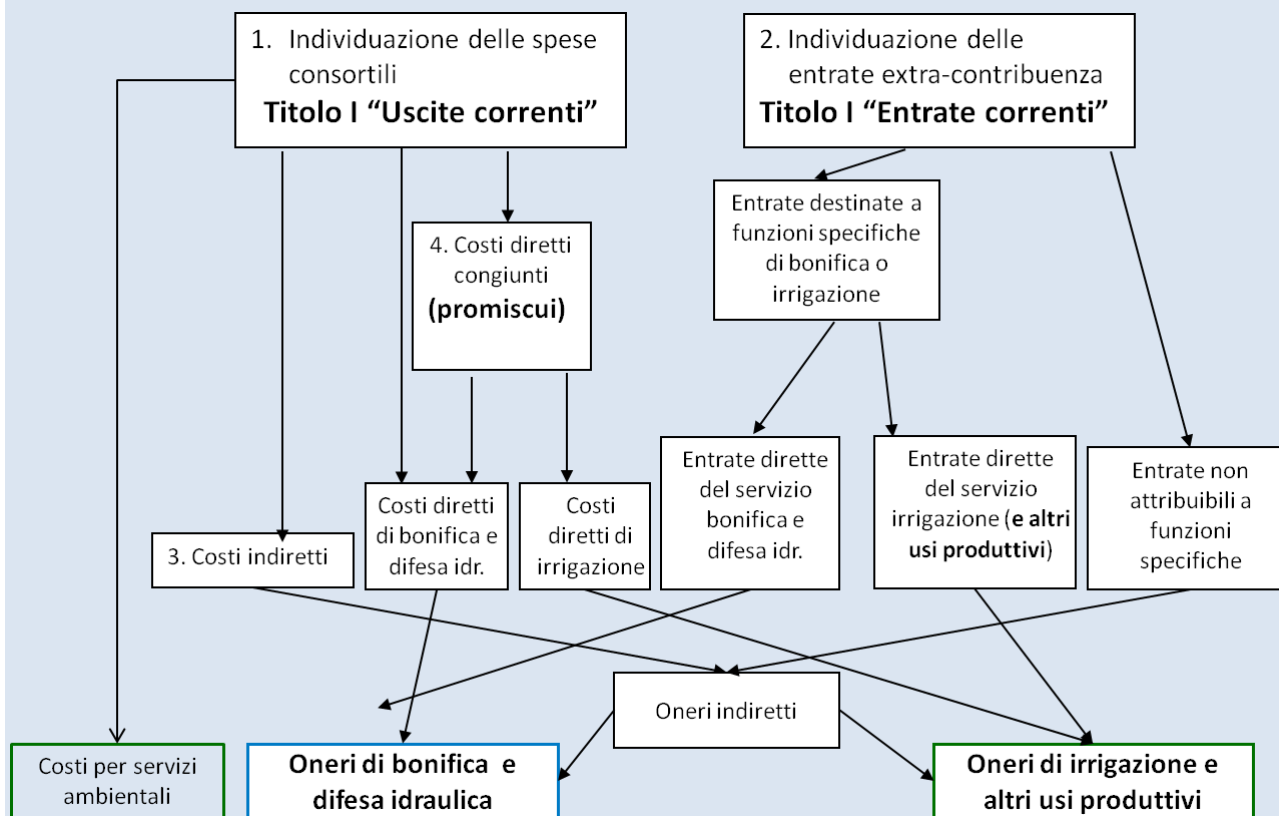 1. Individuazione delle spese
consortili
Titolo I “Uscite correnti”
2. Individuazione delle
entrate extra-contribuenza
Titolo I “Entrate correnti”
4. Costi diretti
congiunti
(promiscui)
Entrate destinate a
funzioni specifiche
di bonifica o
irrigazione
3. Costi indiretti
Costi diretti
di bonifica e
difesa idr.
Costi
diretti di
irrigazione
Entrate dirette
del servizio
bonifica e
difesa idr.
Entrate dirette
del servizio
irrigazione (e altri
usi produttivi)
Entrate non
attribuibili a
funzioni
specifiche
Oneri indiretti
Costi per servizi
ambientali
Oneri di bonifica e
difesa idraulica
Oneri di irrigazione e
altri usi produttivi